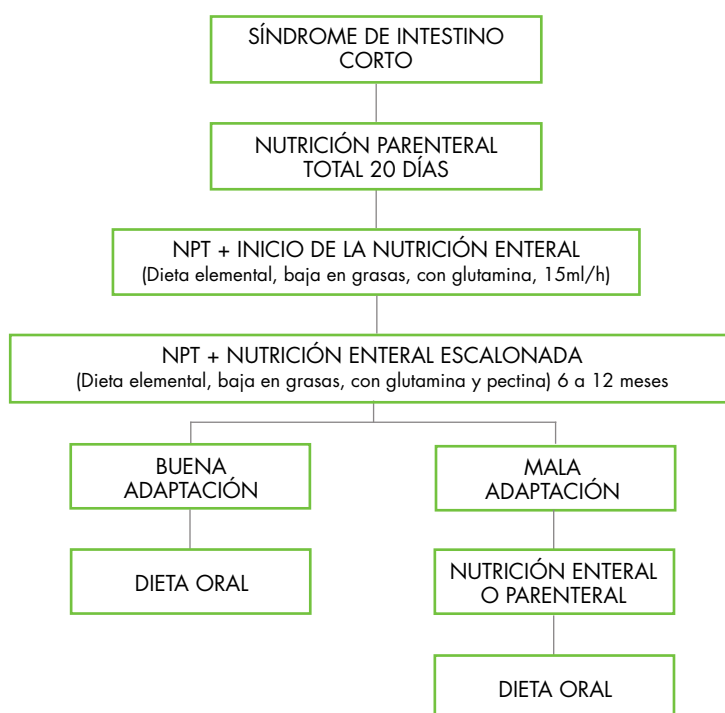 SÍNDROME DE INTESTINO
CORTO
NUTRICIÓN PARENTERAL
TOTAL 20 DÍAS
NPT + INICIO DE LA NUTRICIÓN ENTERAL
(Dieta elemental, baja en grasas, con glutamina, 15ml/h)
NPT + NUTRICIÓN ENTERAL ESCALONADA
(Dieta elemental, baja en grasas, con glutamina y pectina) 6 a 12 meses
BUENA
ADAPTACIÓN
MALA
ADAPTACIÓN
DIETA ORAL
NUTRICIÓN ENTERAL
O PARENTERAL
DIETA ORAL